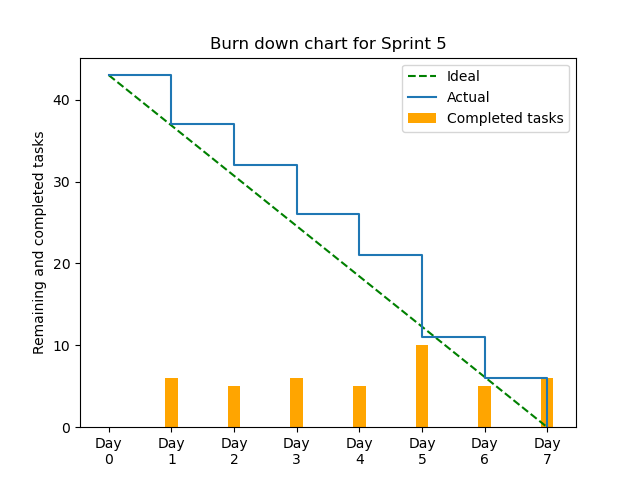 Burn down chart for Sprint 5
Ideal
Actual
Completed tasks
Remaining and completed tasks
40
30
20
10
0
Day
0
Day
1
Day
2
Day
3
Day
4
Day
5
Day
6
Day
7